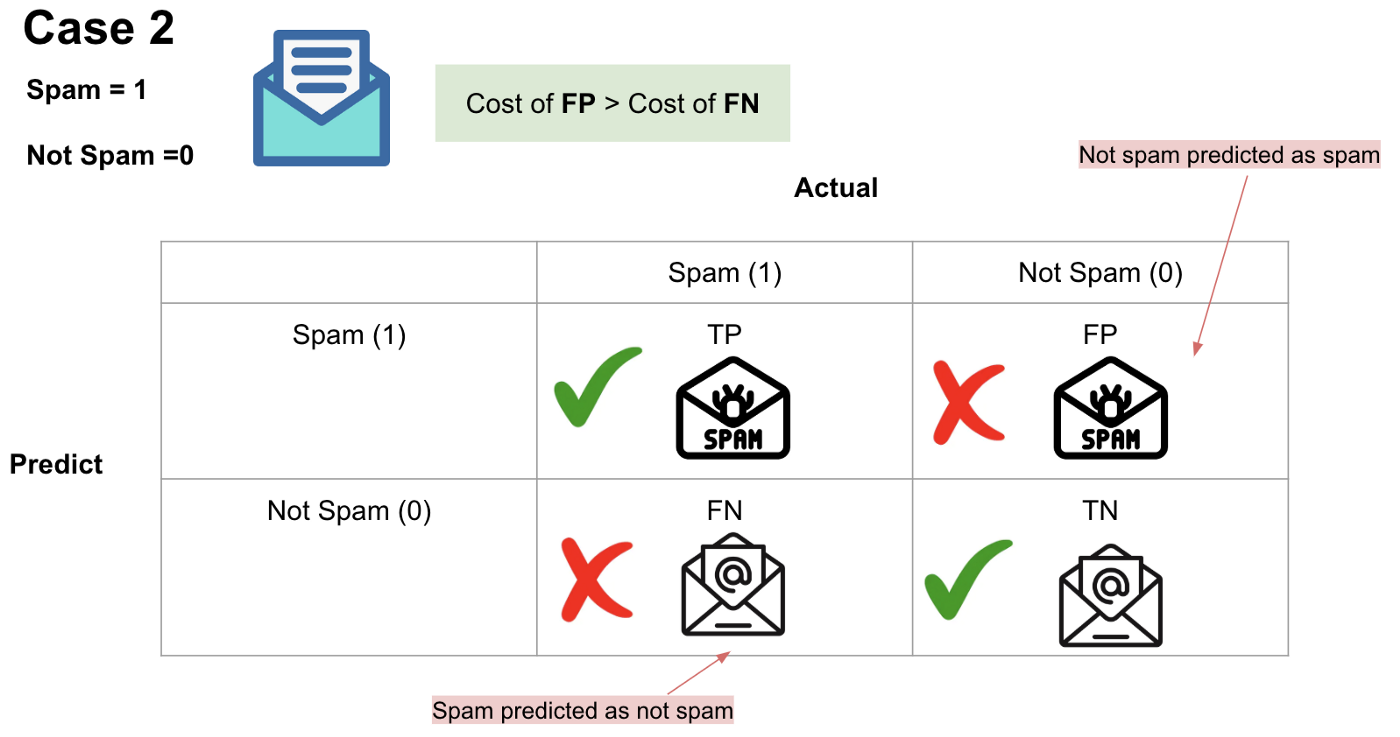 Case 2
Spam = 1
Cost of FP > Cost of FN
Not Spam =0
Not spam predicted as spam
Actual
Spam (1)
Not Spam (0)
Spam (1)
TP
FP
SPAM
SPAM
Predict
Not Spam (0)
FN
TN
@
@
Spam predicted as not spam